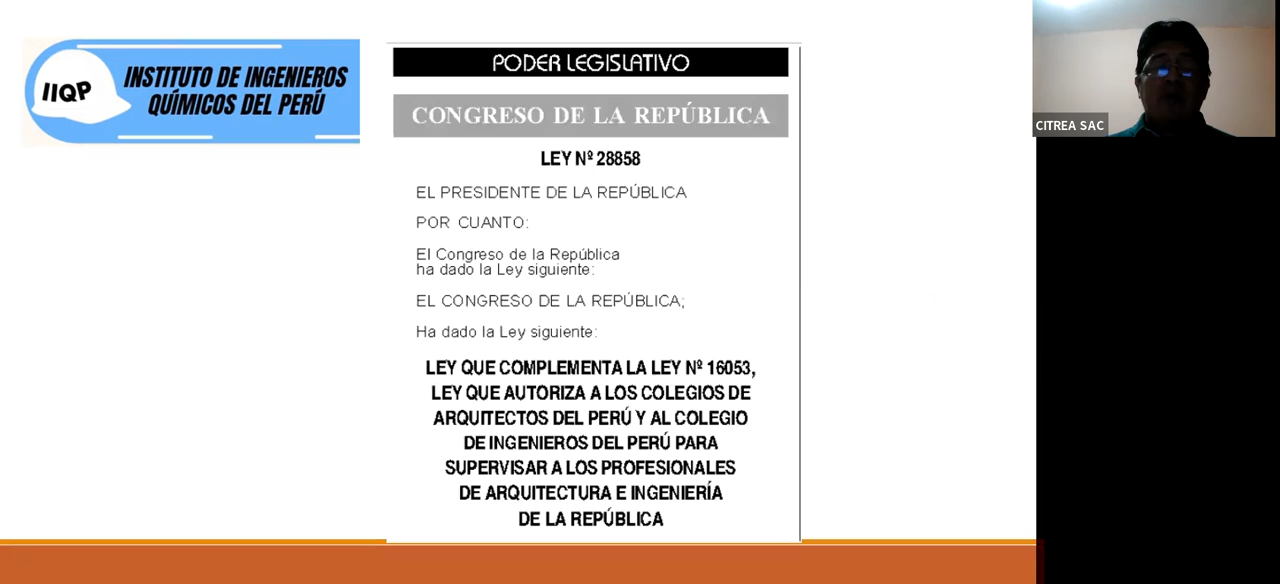 IIQP
INSTITUTO DE INGENIEROS
QUÍMICOS DEL PERÚ
PODER LEGISLATIVO
CONGRESO DE LA REPÚBLICA
LEY Nº 28858
EL PRESIDENTE DE LA REPÚBLICA
POR CUANTO:
El Congreso de la República
ha dado la Ley siguiente:
EL CONGRESO DE LA REPÚBLICA;
Ha dado la Ley siguiente:
LEY QUE COMPLEMENTA LA LEY Nº 16053,
LEY QUE AUTORIZA A LOS COLEGIOS DE
ARQUITECTOS DEL PERÚ Y AL COLEGIO
DE INGENIEROS DEL PERÚ PARA
SUPERVISAR A LOS PROFESIONALES
DE ARQUITECTURA E INGENIERÍA
DE LA REPÚBLICA
CITREA SAC